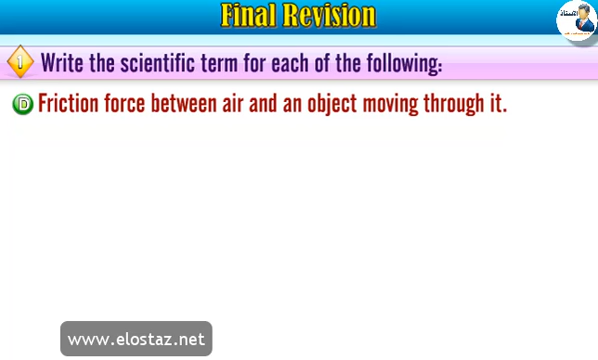 Final Revision
الأستاذ
1 Write the scientific term for each of the following:
D Friction force between air and an object moving through it.
www.elostaz.net